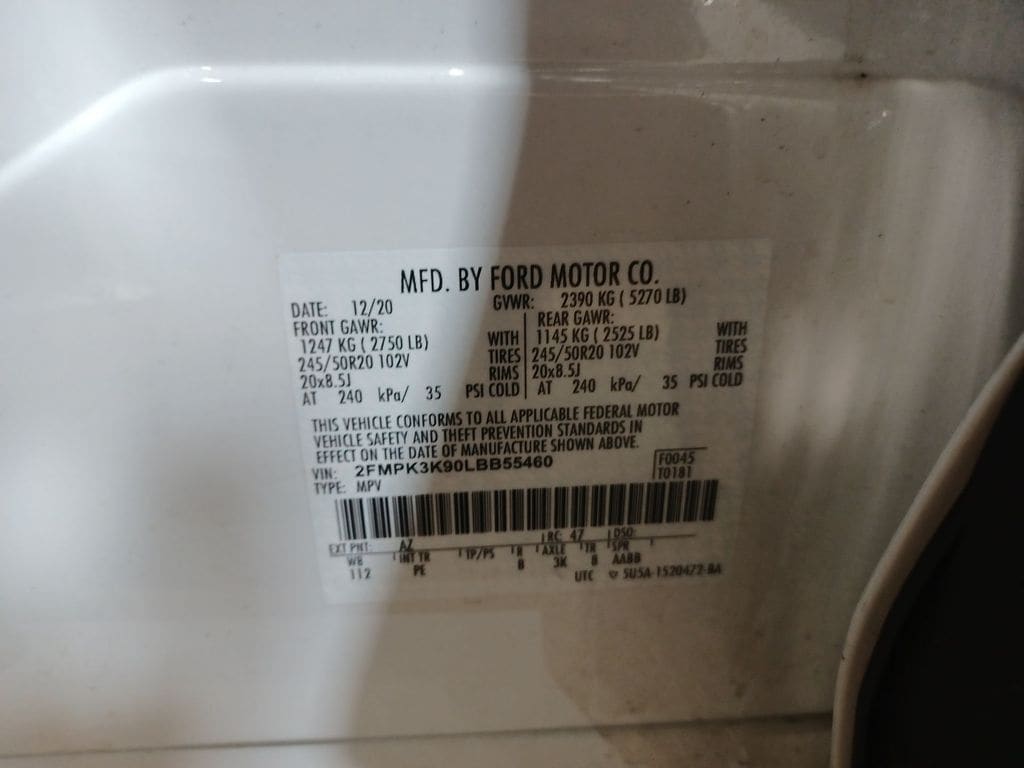 MFD. BY FORD MOTOR CO.
DATE: 12/20 GVWR: 2390 KG ( 5270 LB)
FRONT GAWR: REAR GAWR:
1247 KG ( 2750 LB) WITH 1145 KG ( 2525 LB) WITH
245/50R20 102V TIRES 245/50R20 102V TIRES
20x8.5J RIMS 20x8.5J RIMS
AT 240 kPa/ 35 PSI COLD AT 240 kPa/ 35 PSI COLD
THIS VEHICLE CONFORMS TO ALL APPLICABLE FEDERAL MOTOR
VEHICLE SAFETY AND THEFT PREVENTION STANDARDS IN
EFFECT ON THE DATE OF MANUFACTURE SHOWN ABOVE.
VIN: 2FMPK3K90LBB55460 F0045
TYPE: MPV T0181
EXT PNT: AZ RC: 47 DSO:
WB INT TR TP/PS R AXLE TR SPR
112 PE B 3K 8 AABB
UTC 5U5A-1520472-BA